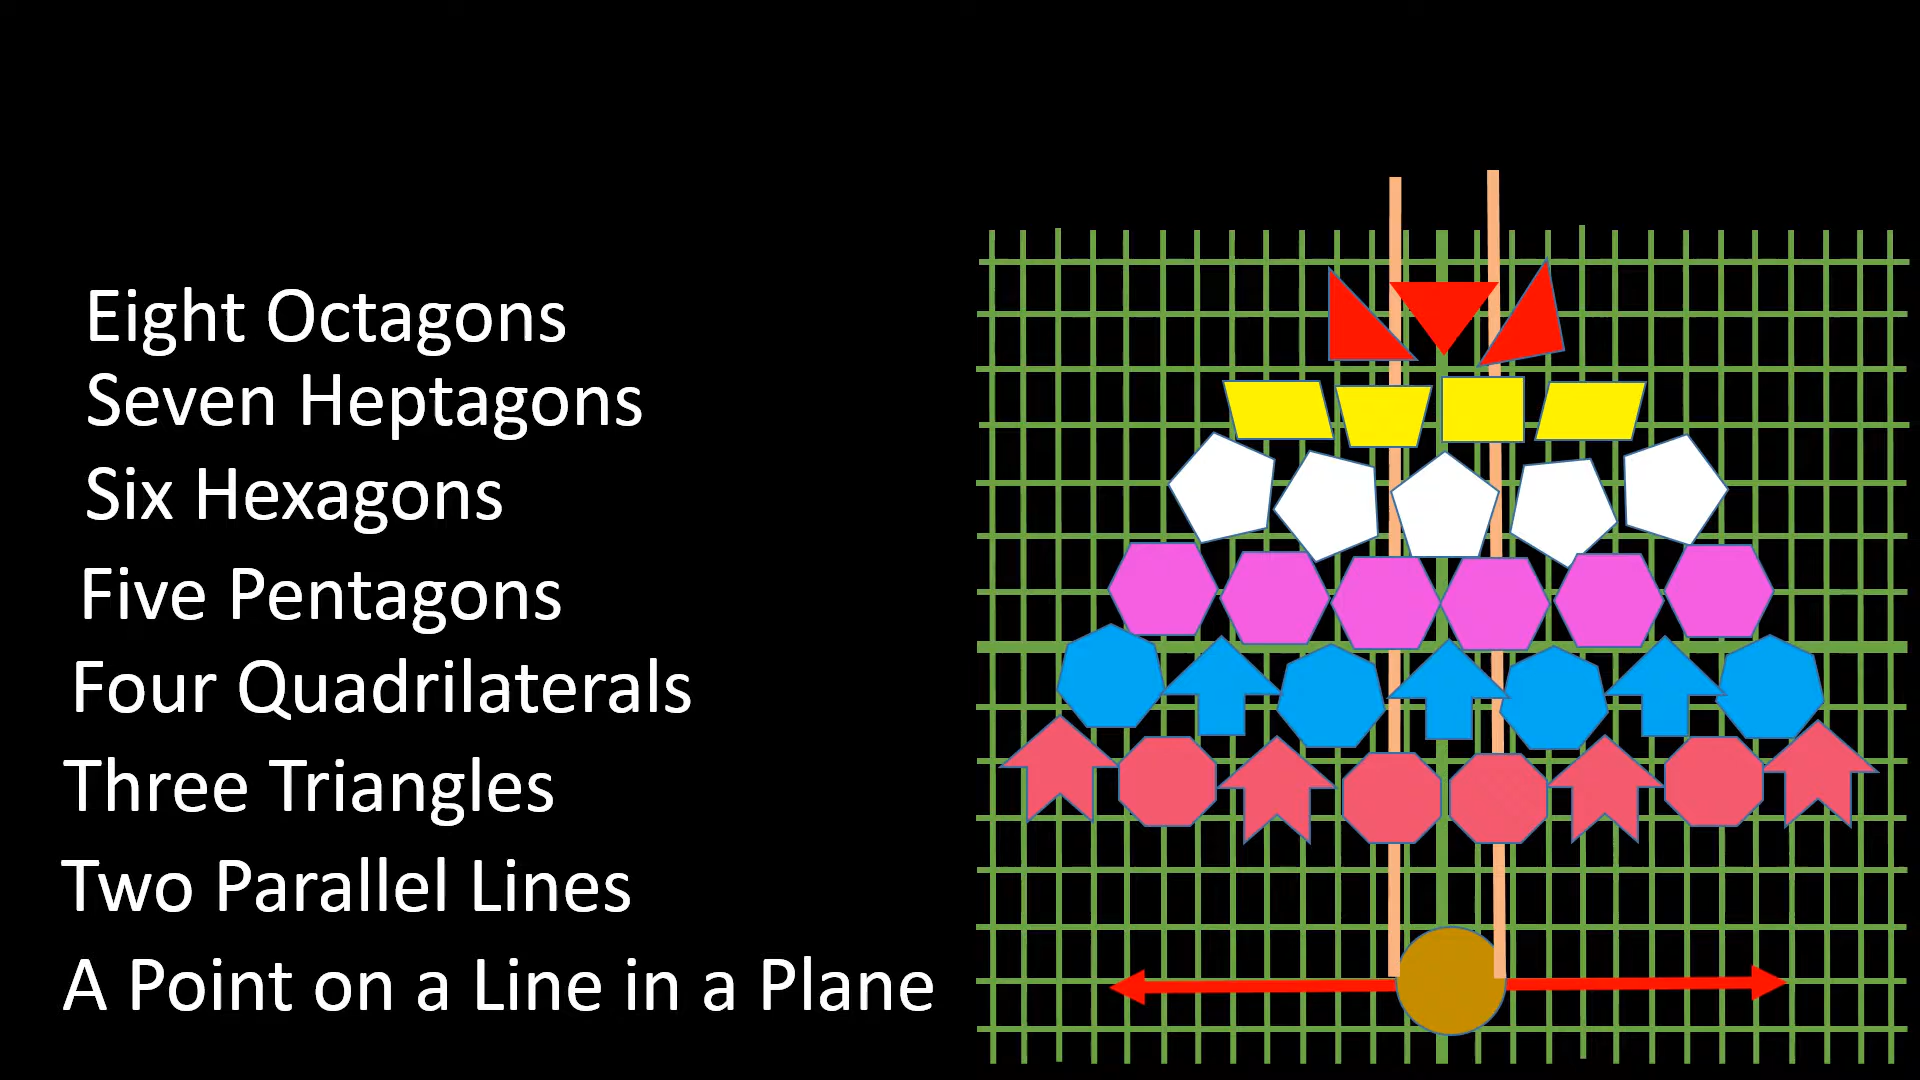 Eight Octagons
Seven Heptagons
Six Hexagons
Five Pentagons
Four Quadrilaterals
Three Triangles
Two Parallel Lines
A Point on a Line in a Plane